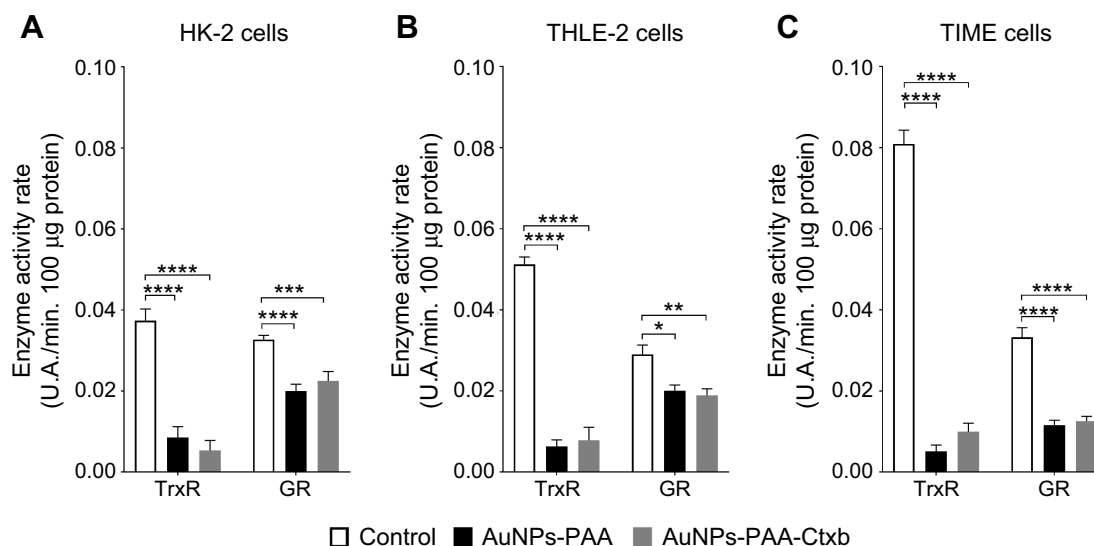 A
HK-2 cells
Enzyme activity rate
(U.A./min. 100 µg protein)
0.10
0.08
0.06
0.04
0.02
0.00
****
****
***
****
TrxR
GR
B
THLE-2 cells
Enzyme activity rate
(U.A./min. 100 µg protein)
0.10
0.08
0.06
0.04
0.02
0.00
****
****
**
*
TrxR
GR
C
TIME cells
Enzyme activity rate
(U.A./min. 100 µg protein)
0.10
0.08
0.06
0.04
0.02
0.00
****
****
****
****
TrxR
GR
Control AuNPs-PAA AuNPs-PAA-Ctxb